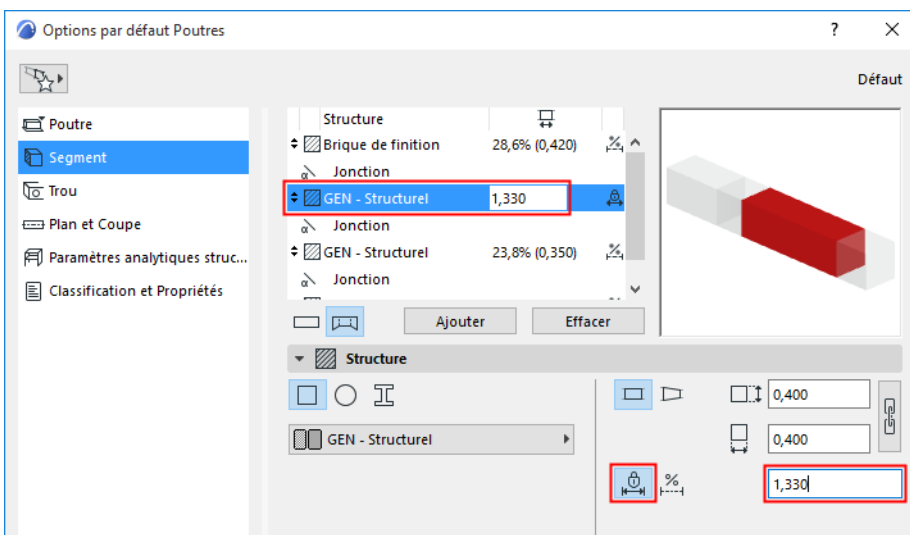 Options par défaut Poutres
?
Défaut
Poutre
Segment
Trou
Plan et Coupe
Paramètres analytiques struc...
Classification et Propriétés
Structure
Brique de finition 28,6% (0,420) %
α Jonction
GEN - Structurel 1,330
α Jonction
GEN - Structurel 23,8% (0,350) %
α Jonction
Ajouter Effacer
Structure
0,400
GEN - Structurel 0,400
% 1,330